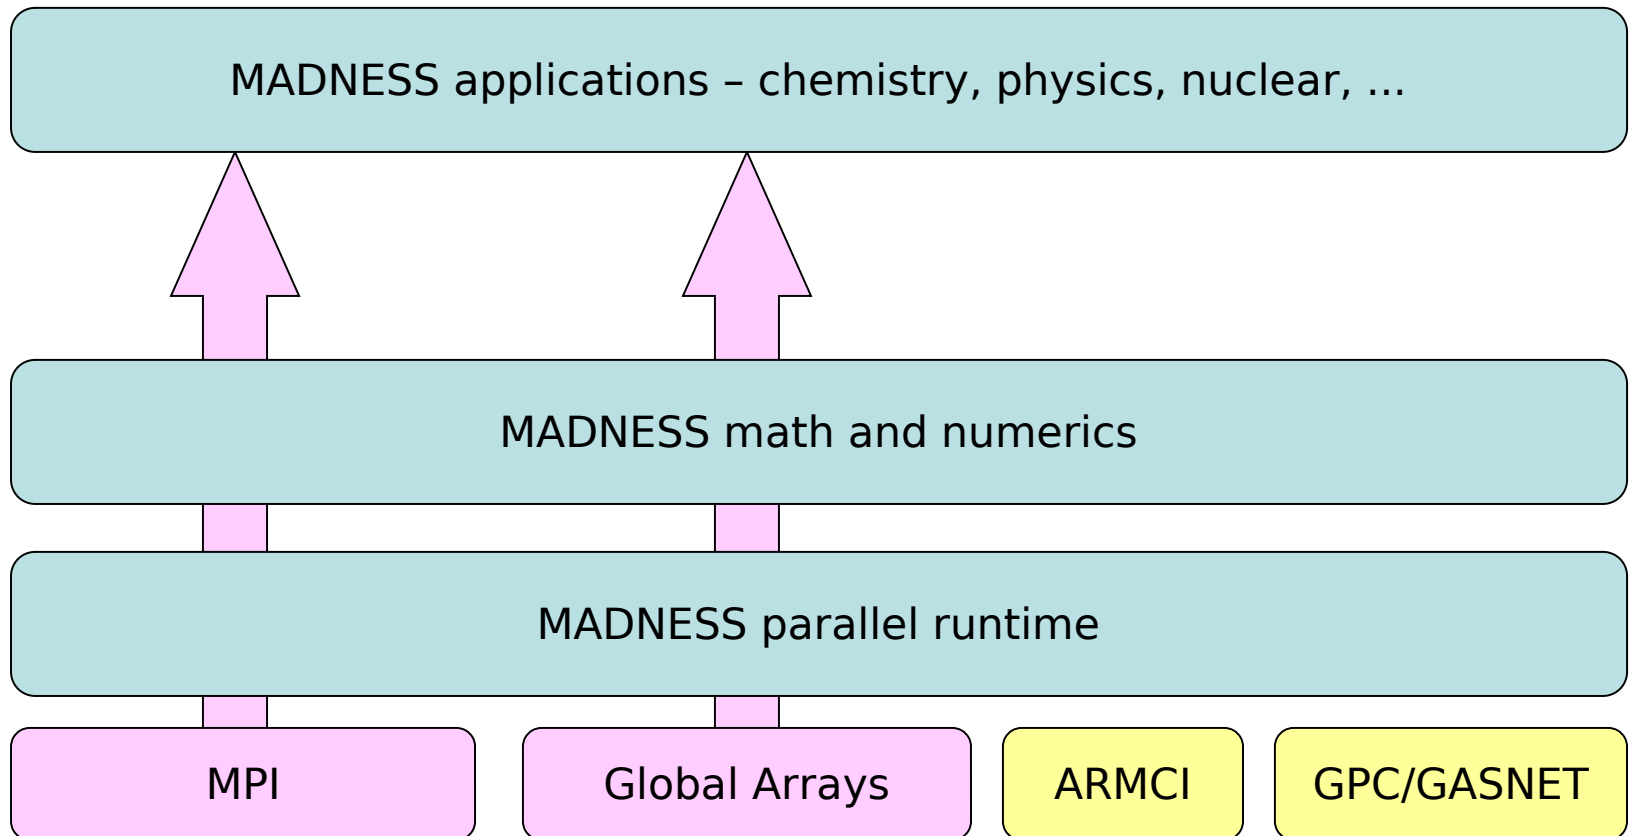 MADNESS applications – chemistry, physics, nuclear, ...
MADNESS math and numerics
MADNESS parallel runtime
MPI
Global Arrays
ARMCI
GPC/GASNET